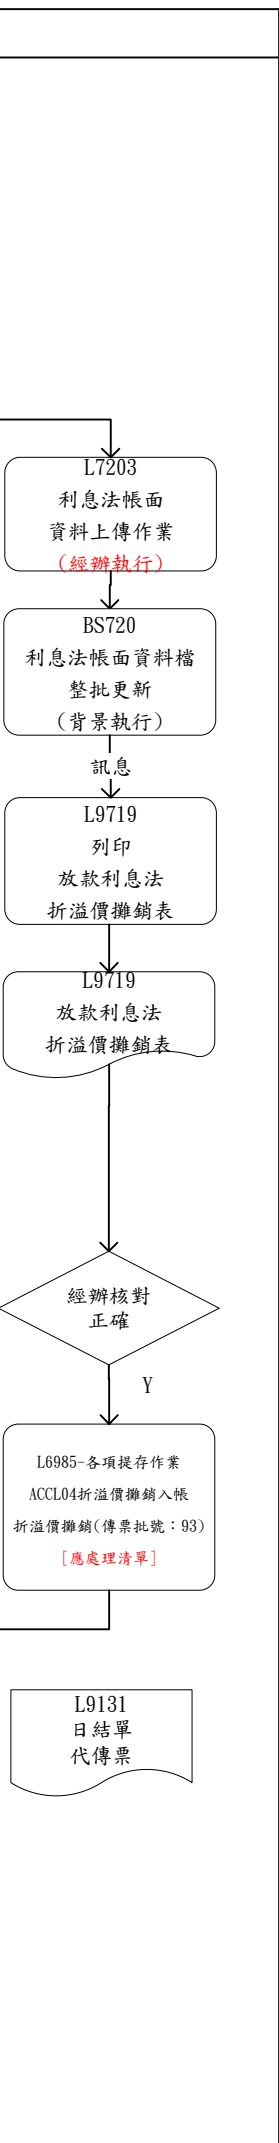 L7203
利息法帳面
資料上傳作業
(經辦執行)
BS720
利息法帳面資料檔
整批更新
(背景執行)
訊息
L9719
列印
放款利息法
折溢價攤銷表
L9719
放款利息法
折溢價攤銷表
經辦核對
正確
Y
L6985-各項提存作業
ACCL04折溢價攤銷入帳
折溢價攤銷(傳票批號：93)
[應處理清單]
L9131
日結單
代傳票